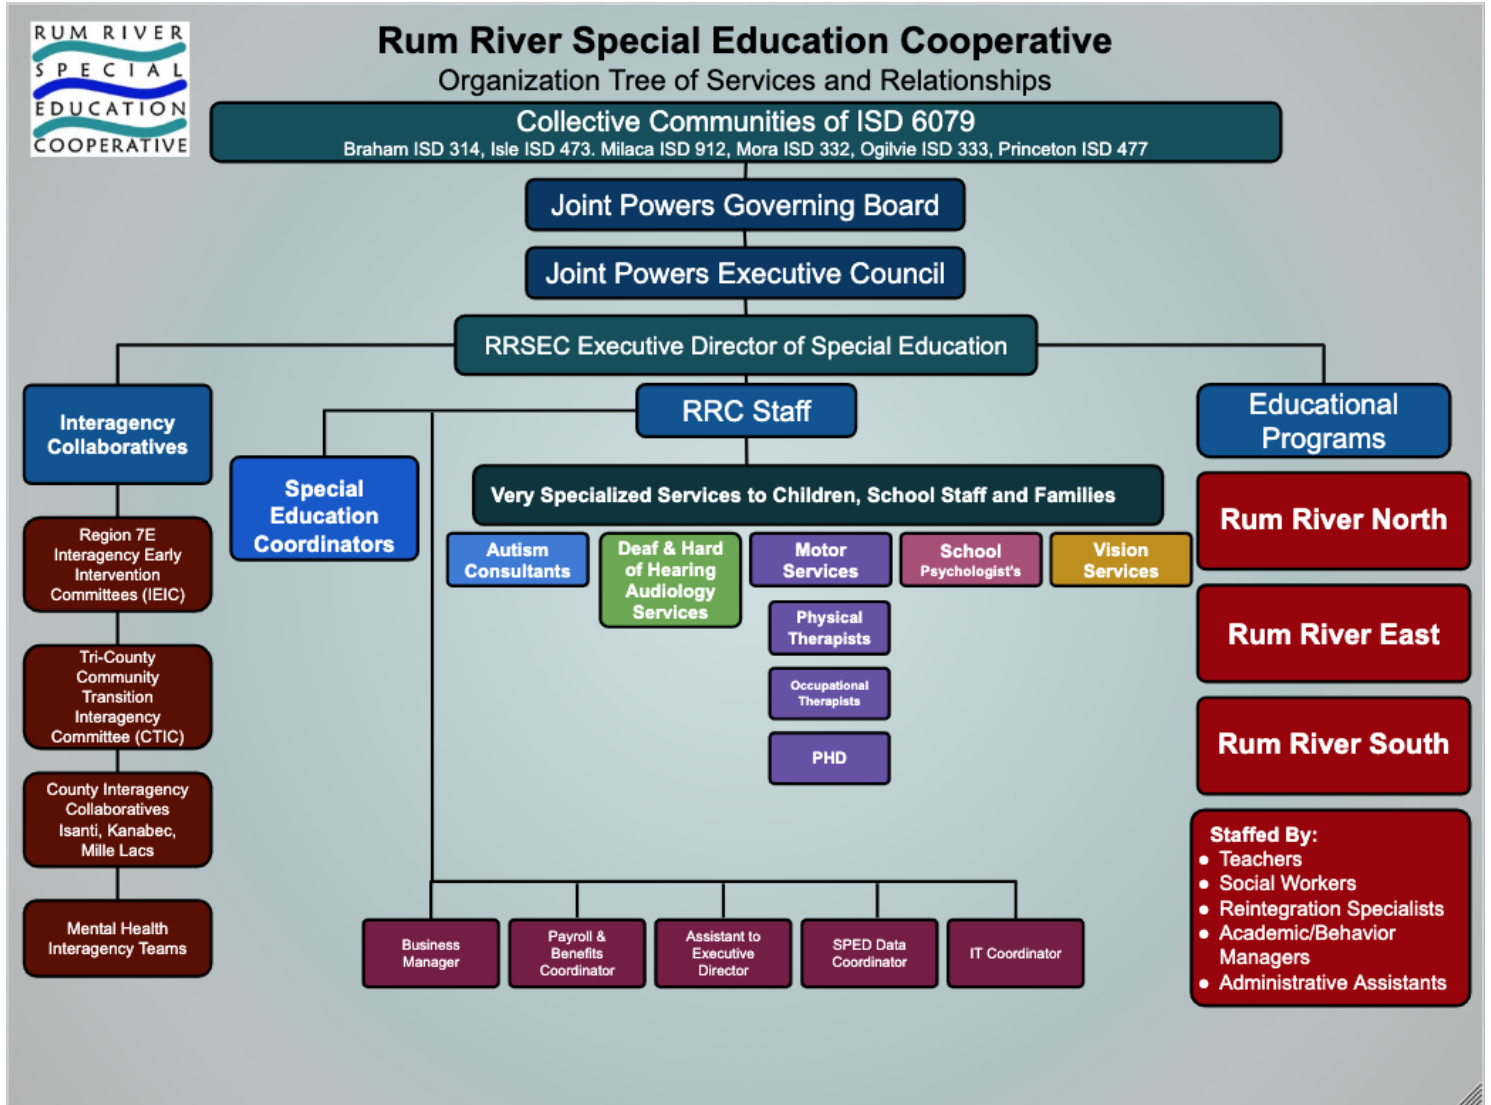 RUM RIVER
SPECIAL
EDUCATION
COOPERATIVE
Rum River Special Education Cooperative
Organization Tree of Services and Relationships
Collective Communities of ISD 6079
Braham ISD 314, Isle ISD 473. Milaca ISD 912, Mora ISD 332, Ogilvie ISD 333, Princeton ISD 477
Joint Powers Governing Board
Joint Powers Executive Council
RRSEC Executive Director of Special Education
Interagency
Collaboratives
Region 7E
Interagency Early
Intervention
Committees (IEIC)
Tri-County
Community
Transition
Interagency
Committee (CTIC)
County Interagency
Collaboratives
Isanti, Kanabec,
Mille Lacs
Mental Health
Interagency Teams
RRC Staff
Special
Education
Coordinators
Very Specialized Services to Children, School Staff and Families
Autism
Consultants
Deaf & Hard
of Hearing
Audiology
Services
Motor
Services
Physical
Therapists
Occupational
Therapists
PHD
School
Psychologist's
Vision
Services
Business
Manager
Payroll &
Benefits
Coordinator
Assistant to
Executive
Director
SPED Data
Coordinator
IT Coordinator
Educational
Programs
Rum River North
Rum River East
Rum River South
Staffed By:
● Teachers
● Social Workers
● Reintegration Specialists
● Academic/Behavior
Managers
● Administrative Assistants